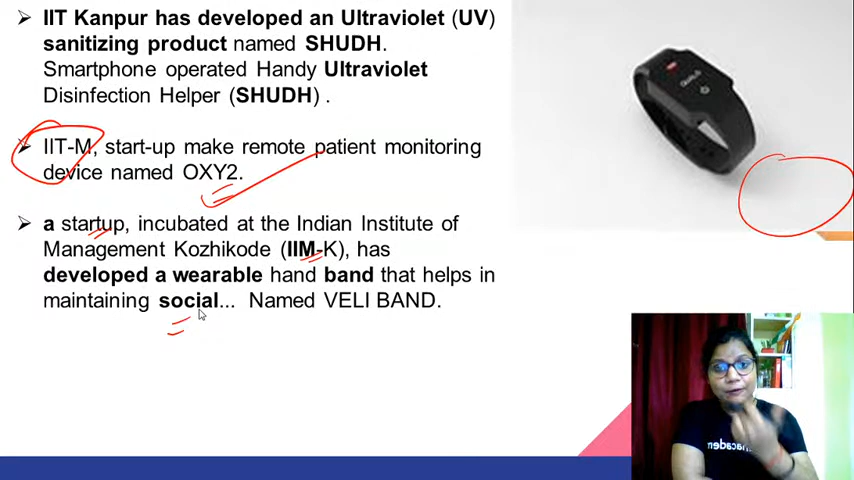 ➢ IIT Kanpur has developed an Ultraviolet (UV)
sanitizing product named SHUDH.
Smartphone operated Handy Ultraviolet
Disinfection Helper (SHUDH) .
➢ IIT-M, start-up make remote patient monitoring
device named OXY2.
➢ a startup, incubated at the Indian Institute of
Management Kozhikode (IIM-K), has
developed a wearable hand band that helps in
maintaining social... Named VELI BAND.